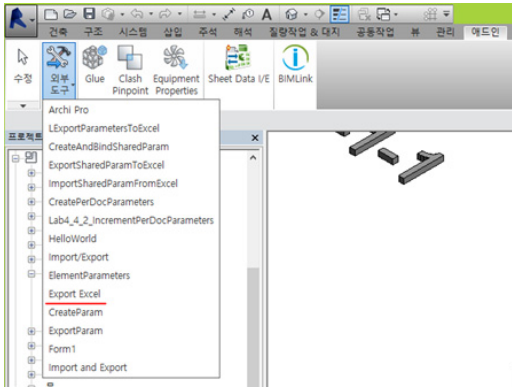 건축 구조 시스템 삽입 주석 해석 질량작업 & 대지 공동작업 뷰 관리 애드인
수정 외부 Glue Clash Equipment Sheet Data I/E BIMLink
도구 Pinpoint Properties
Archi Pro
프로젝트
LExportParametersToExcel
CreateAndBindSharedParam
ExportSharedParamToExcel
ImportSharedParamFromExcel
CreatePerDocParameters
Lab4_4_2_IncrementPerDocParameters
HelloWorld
Import/Export
ElementParameters
Export Excel
CreateParam
ExportParam
Form1
Import and Export